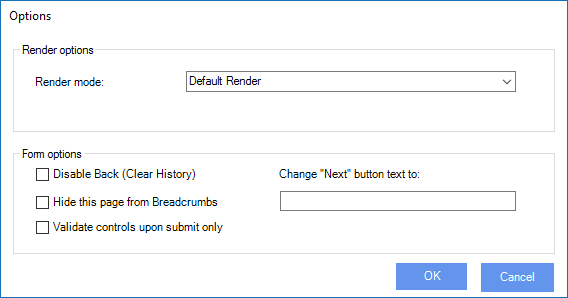 Options
Render options
Render mode:
Default Render
Form options
Disable Back (Clear History)
Change "Next" button text to:
Hide this page from Breadcrumbs
Validate controls upon submit only
OK
Cancel